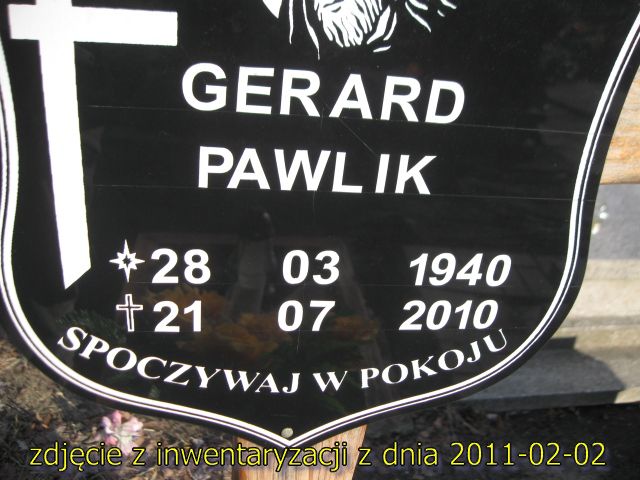 GERARD
PAWLIK
28 03 1940
21 07 2010
SPOCZYWAJ W POKOJU
zdjęcie z inwentaryzacji z dnia 2011-02-02